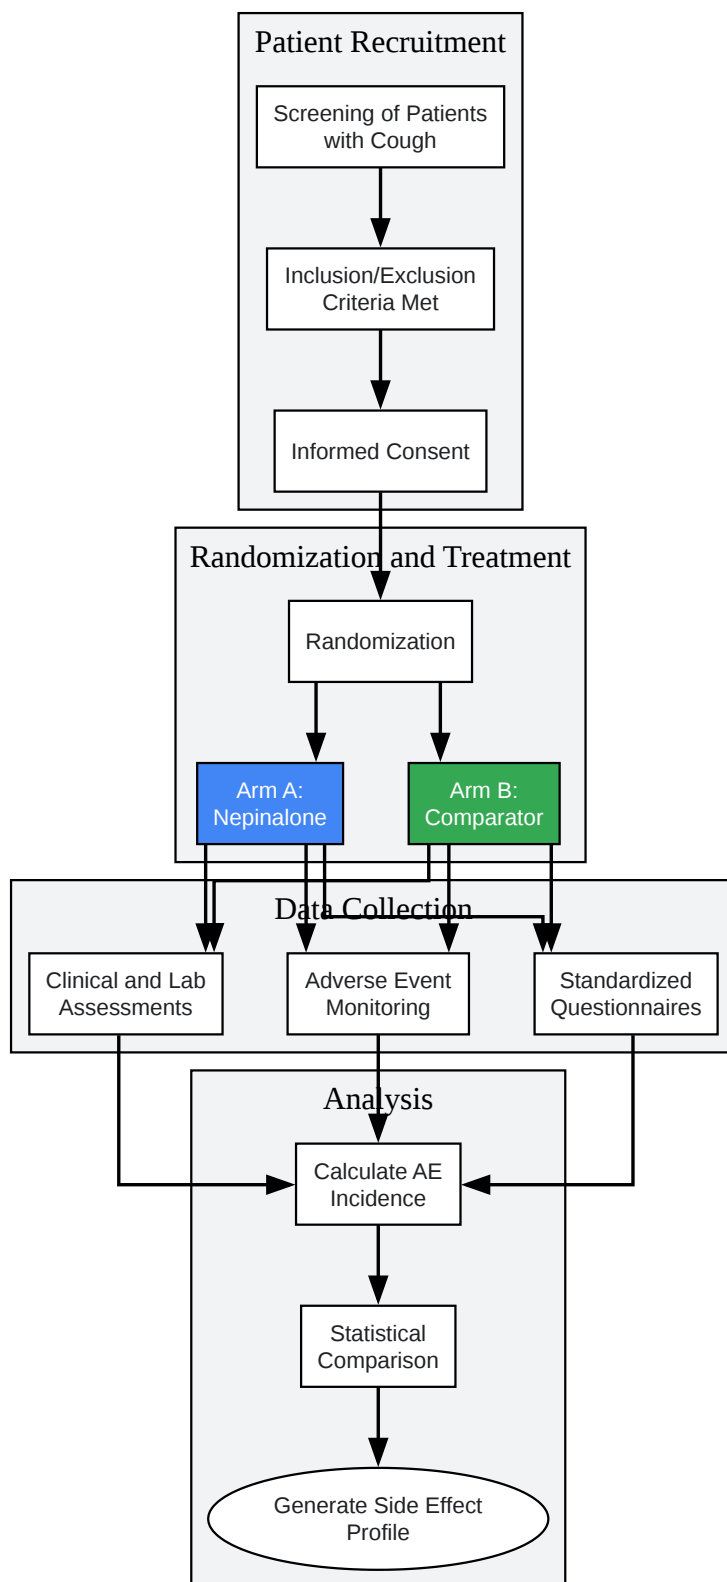 Patient Recruitment
Screening of Patients
with Cough
Inclusion/Exclusion
Criteria Met
Informed Consent
Randomization and Treatment
Randomization
Arm A:
Nepinalone
Arm B:
Comparator
Data Collection
Clinical and Lab
Assessments
Adverse Event
Monitoring
Standardized
Questionnaires
Analysis
Calculate AE
Incidence
Statistical
Comparison
Generate Side Effect
Profile